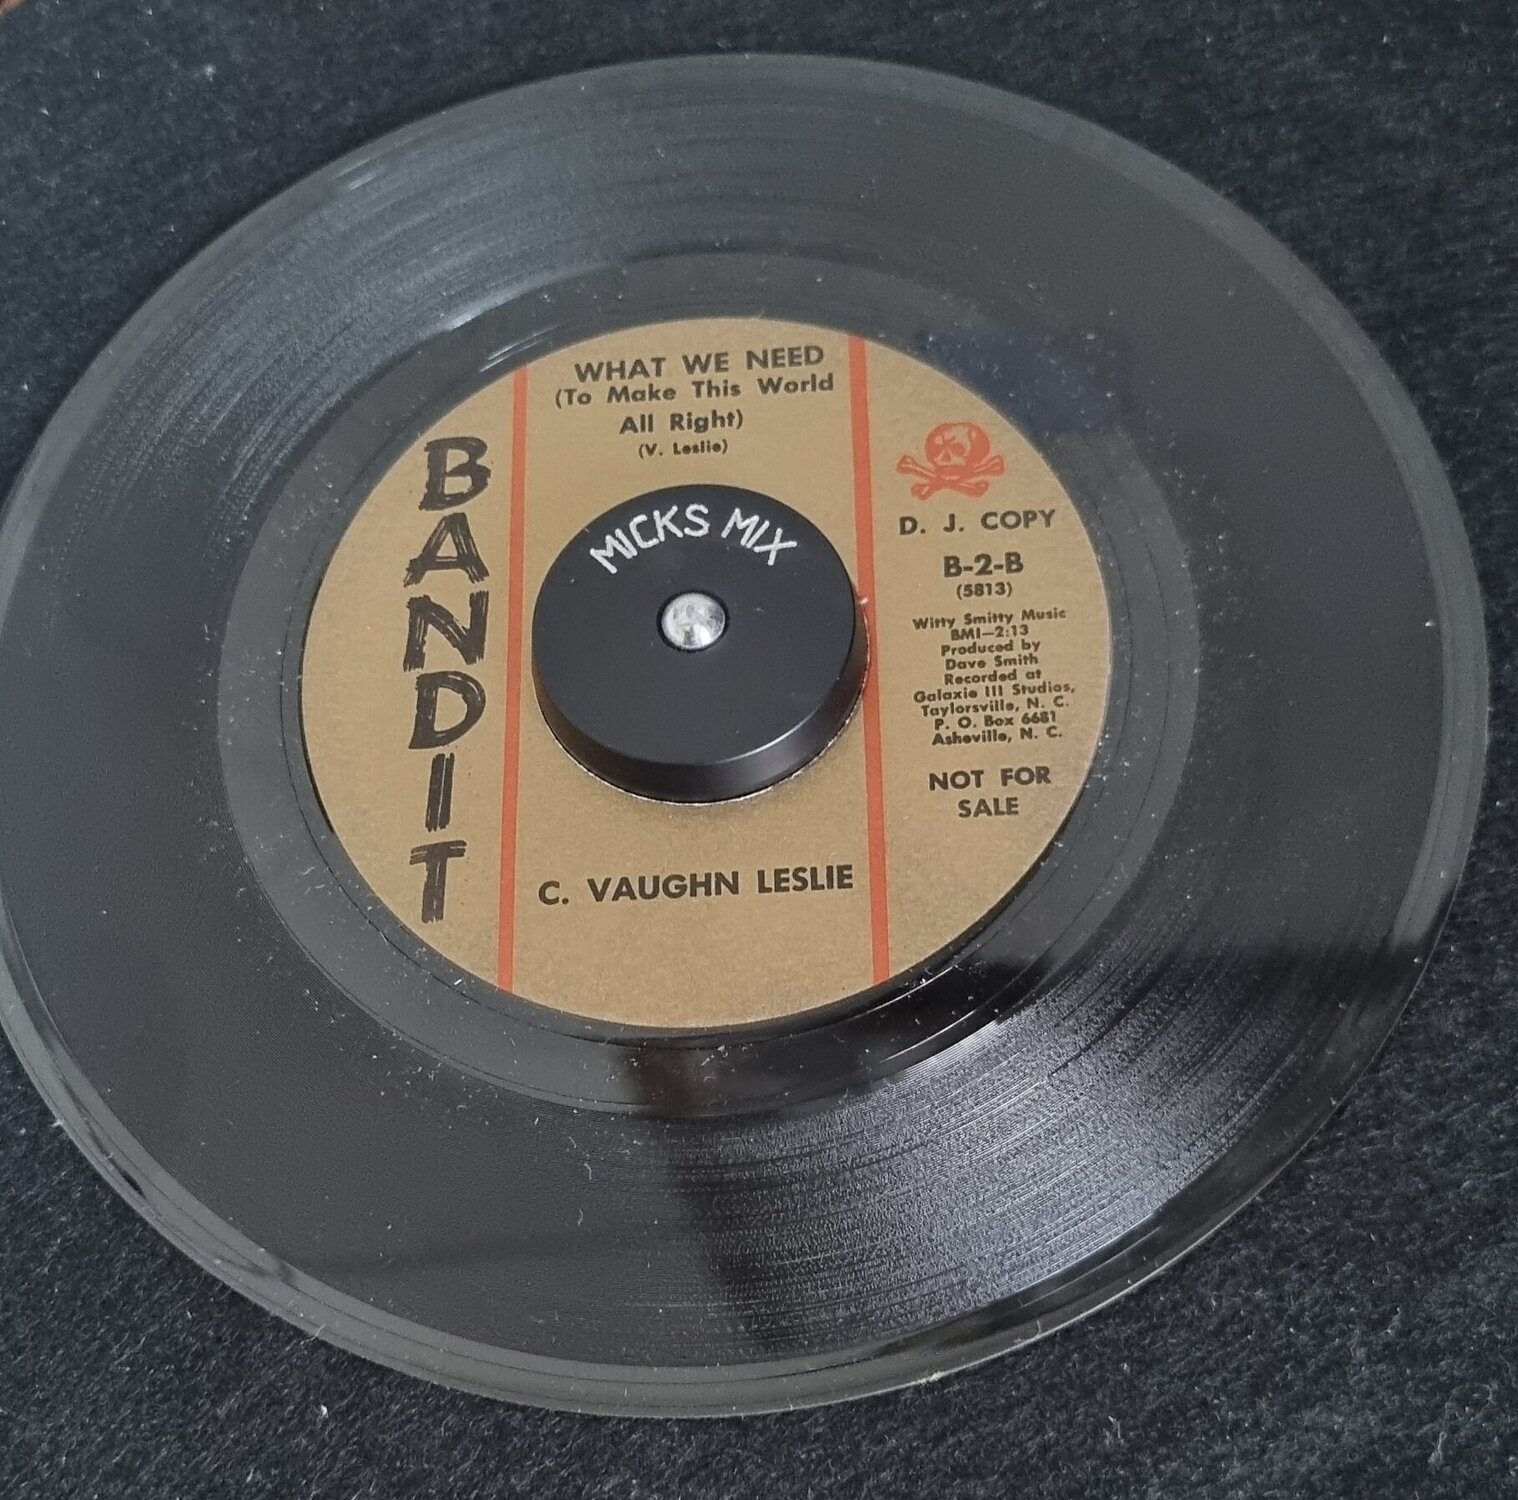 WHAT WE NEED
(To Make This World
All Right)
(V. Leslie)
BANDIT
MICKS MIX
C. VAUGHN LESLIE
D. J. COPY
B-2-B
(5813)
Witty Smitty Music
BMI—2:13
Produced by
Dave Smith
Recorded at
Galaxie III Studios,
Taylorsville, N. C.
P. O. Box 6681
Asheville, N. C.
NOT FOR
SALE